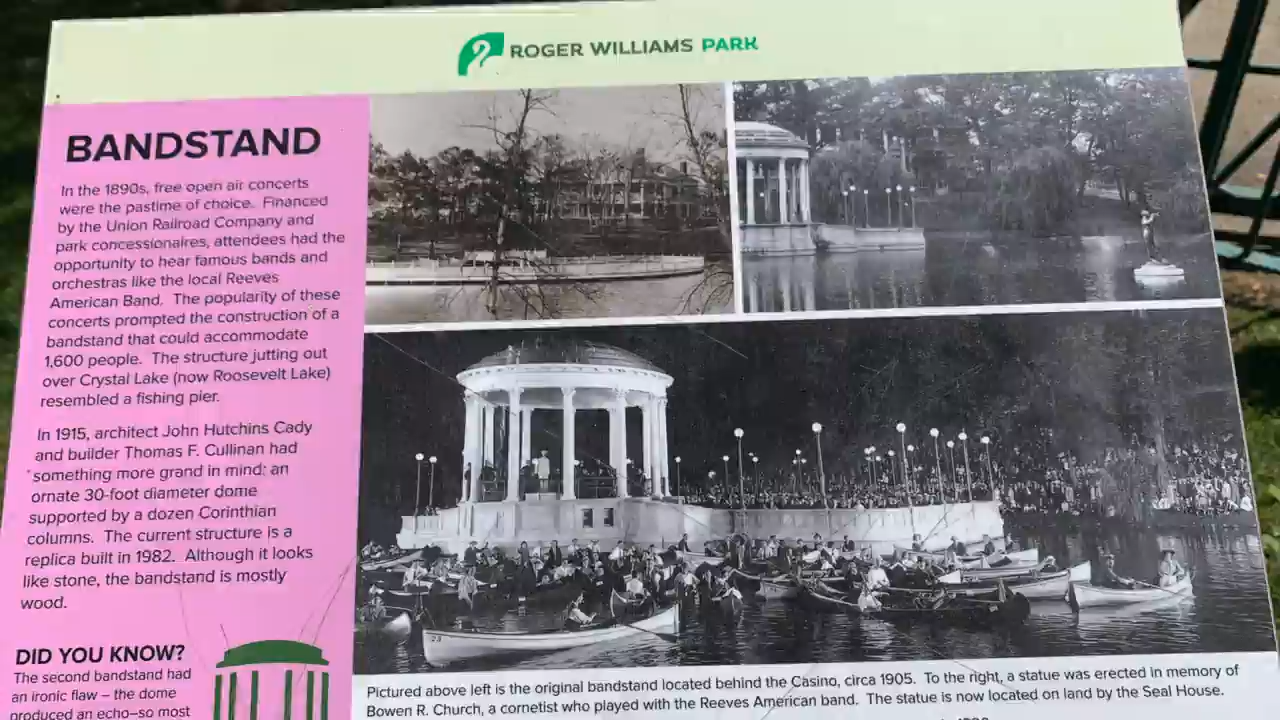 ROGER WILLIAMS PARK
BANDSTAND
In the 1890s, free open air concerts
were the pastime of choice. Financed
by the Union Railroad Company and
park concessionaires, attendees had the
opportunity to hear famous bands and
orchestras like the local Reeves
American Band. The popularity of these
concerts prompted the construction of a
bandstand that could accommodate
1,600 people. The structure jutting out
over Crystal Lake (now Roosevelt Lake)
resembled a fishing pier.
In 1915, architect John Hutchins Cady
and builder Thomas F. Cullinan had
something more grand in mind: an
ornate 30-foot diameter dome
supported by a dozen Corinthian
columns. The current structure is a
replica built in 1982. Although it looks
like stone, the bandstand is mostly
wood.
DID YOU KNOW?
The second bandstand had
an ironic flaw – the dome
produced an echo–so most
23
Pictured above left is the original bandstand located behind the Casino, circa 1905. To the right, a statue was erected in memory of
Bowen R. Church, a cornetist who played with the Reeves American band. The statue is now located on land by the Seal House.